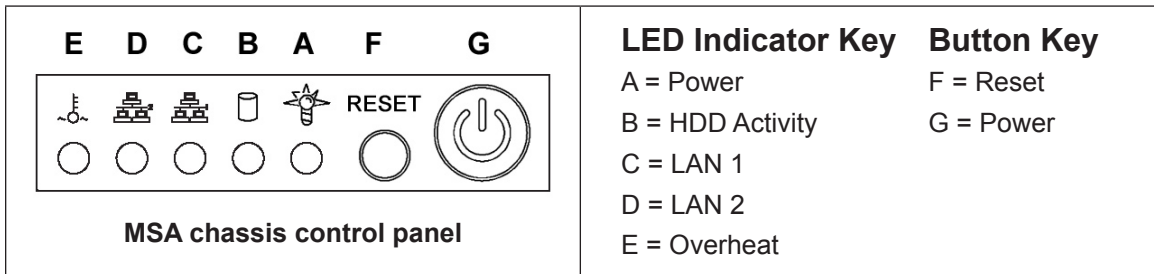 E D C B A F G
RESET
MSA chassis control panel
LED Indicator Key
A = Power
B = HDD Activity
C = LAN 1
D = LAN 2
E = Overheat
Button Key
F = Reset
G = Power